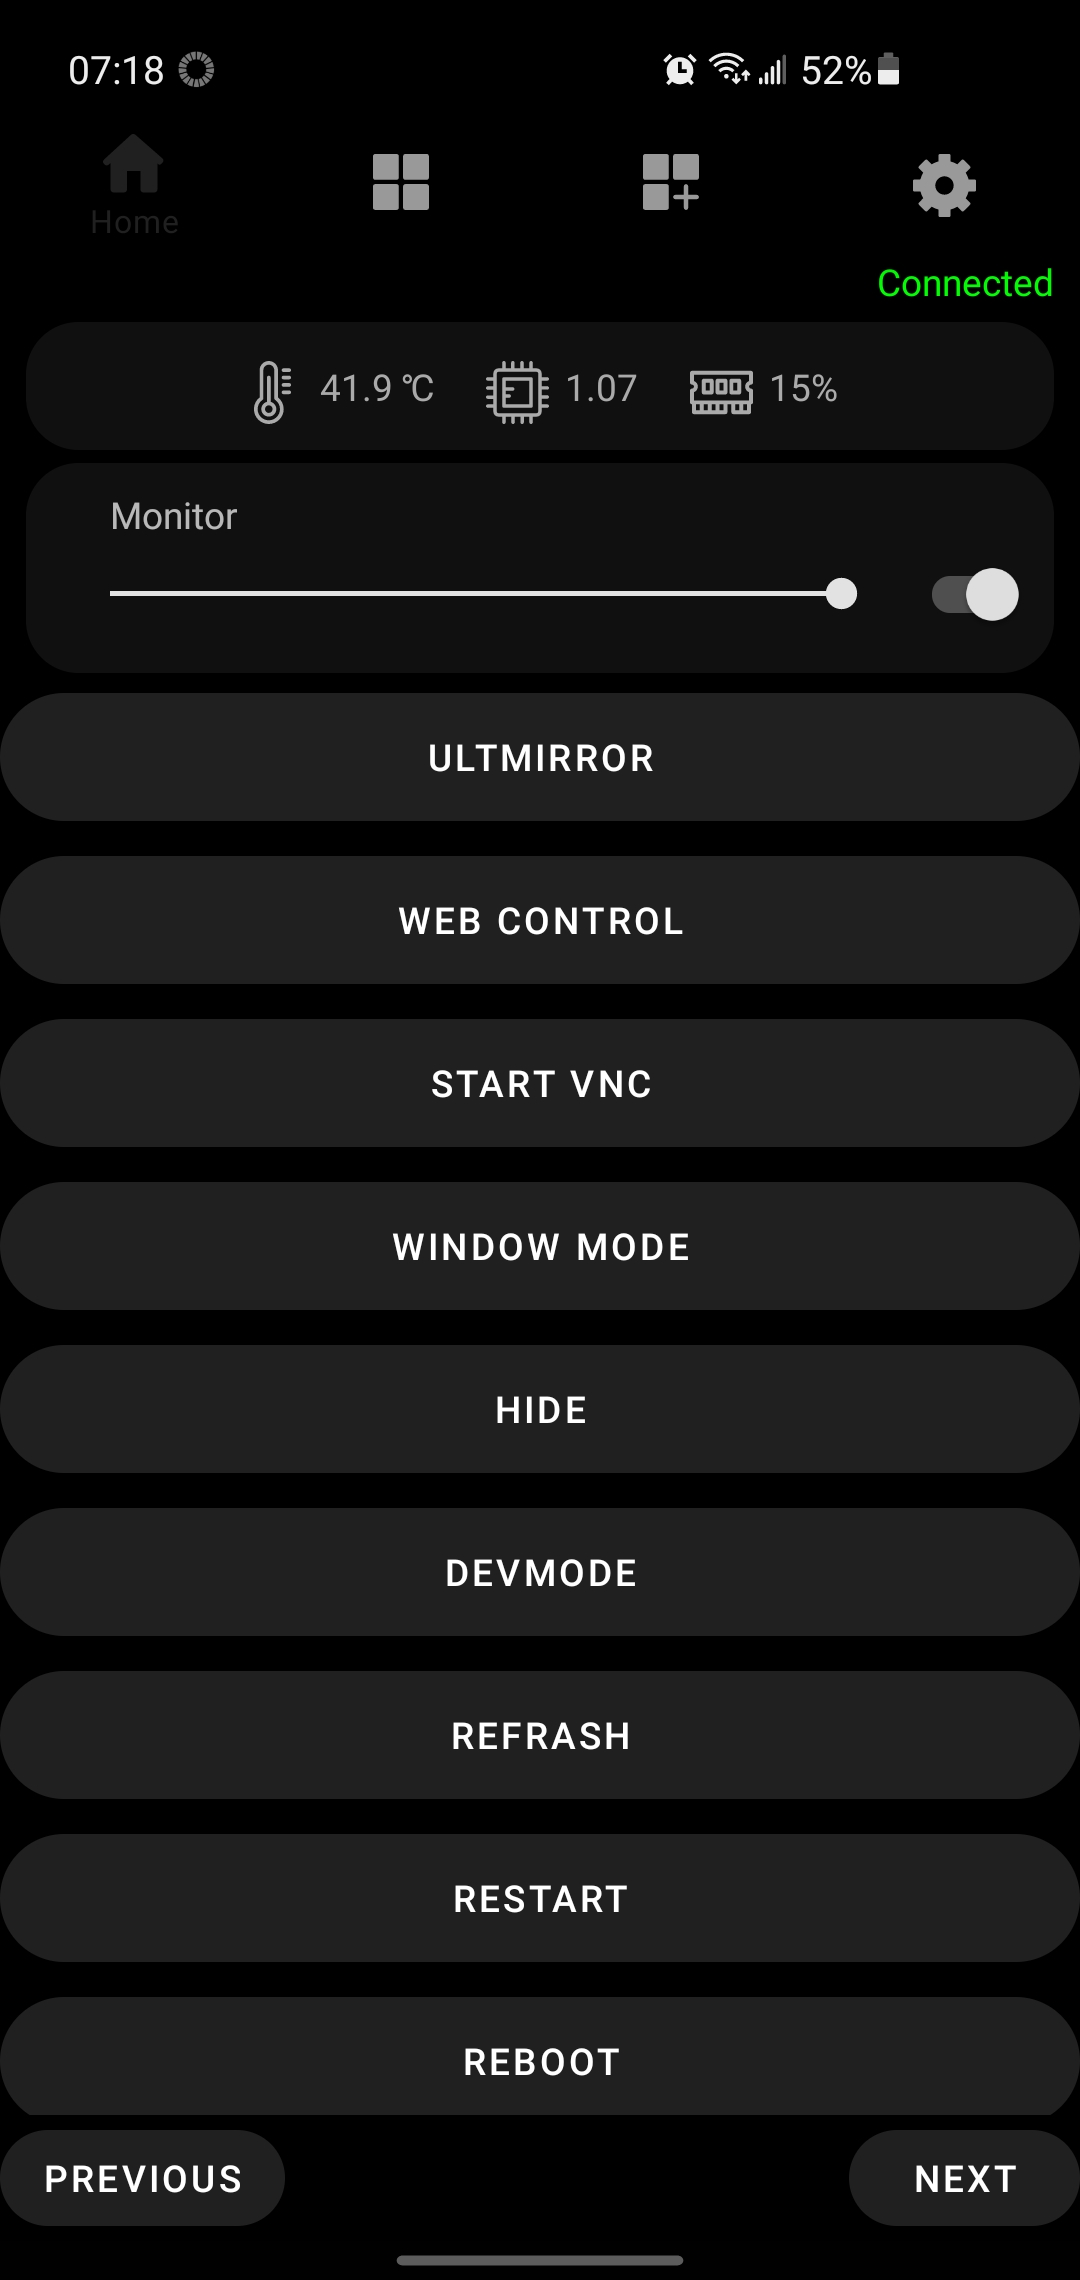 07:18 52%
Home
Connected
41.9 ℃ 1.07 15%
Monitor
ULTMIRROR
WEB CONTROL
START VNC
WINDOW MODE
HIDE
DEVMODE
REFRASH
RESTART
REBOOT
PREVIOUS NEXT